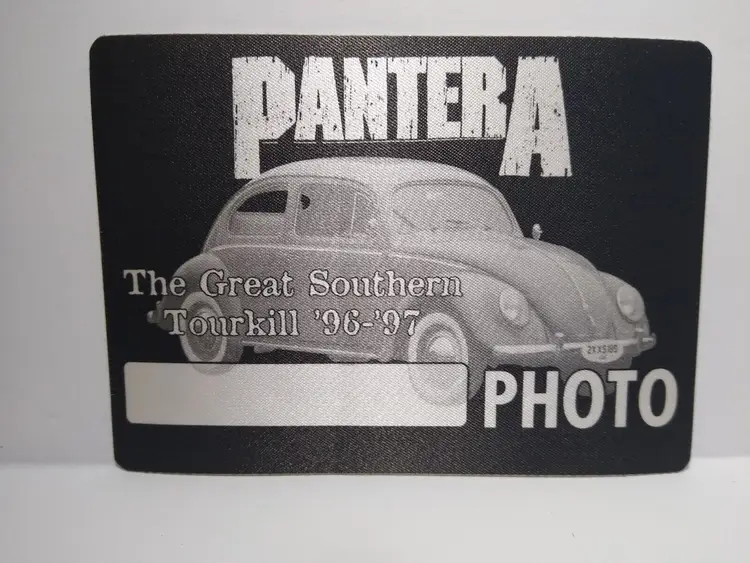 PANTERA
The Great Southern
Tourkill '96-'97
PHOTO